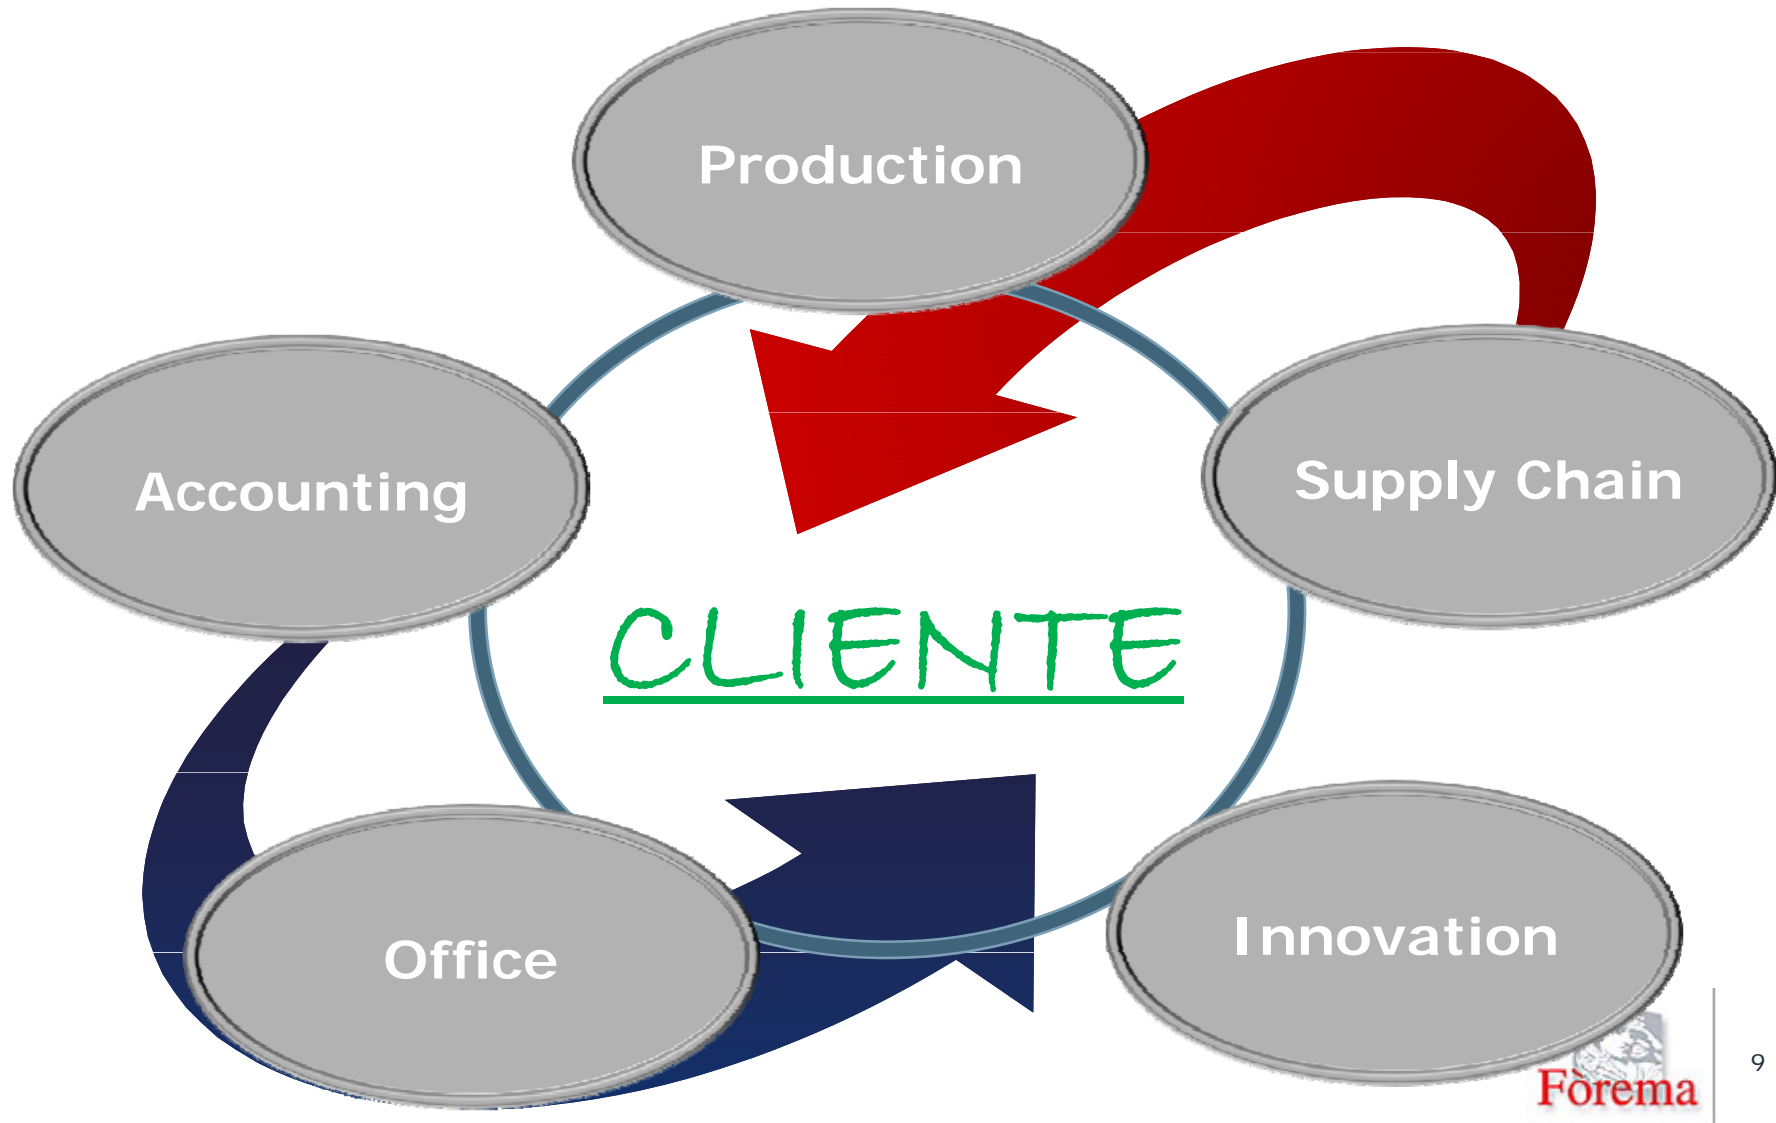 Production
Accounting
Supply Chain
CLIENTE
Office
Innovation
Fòrema
9